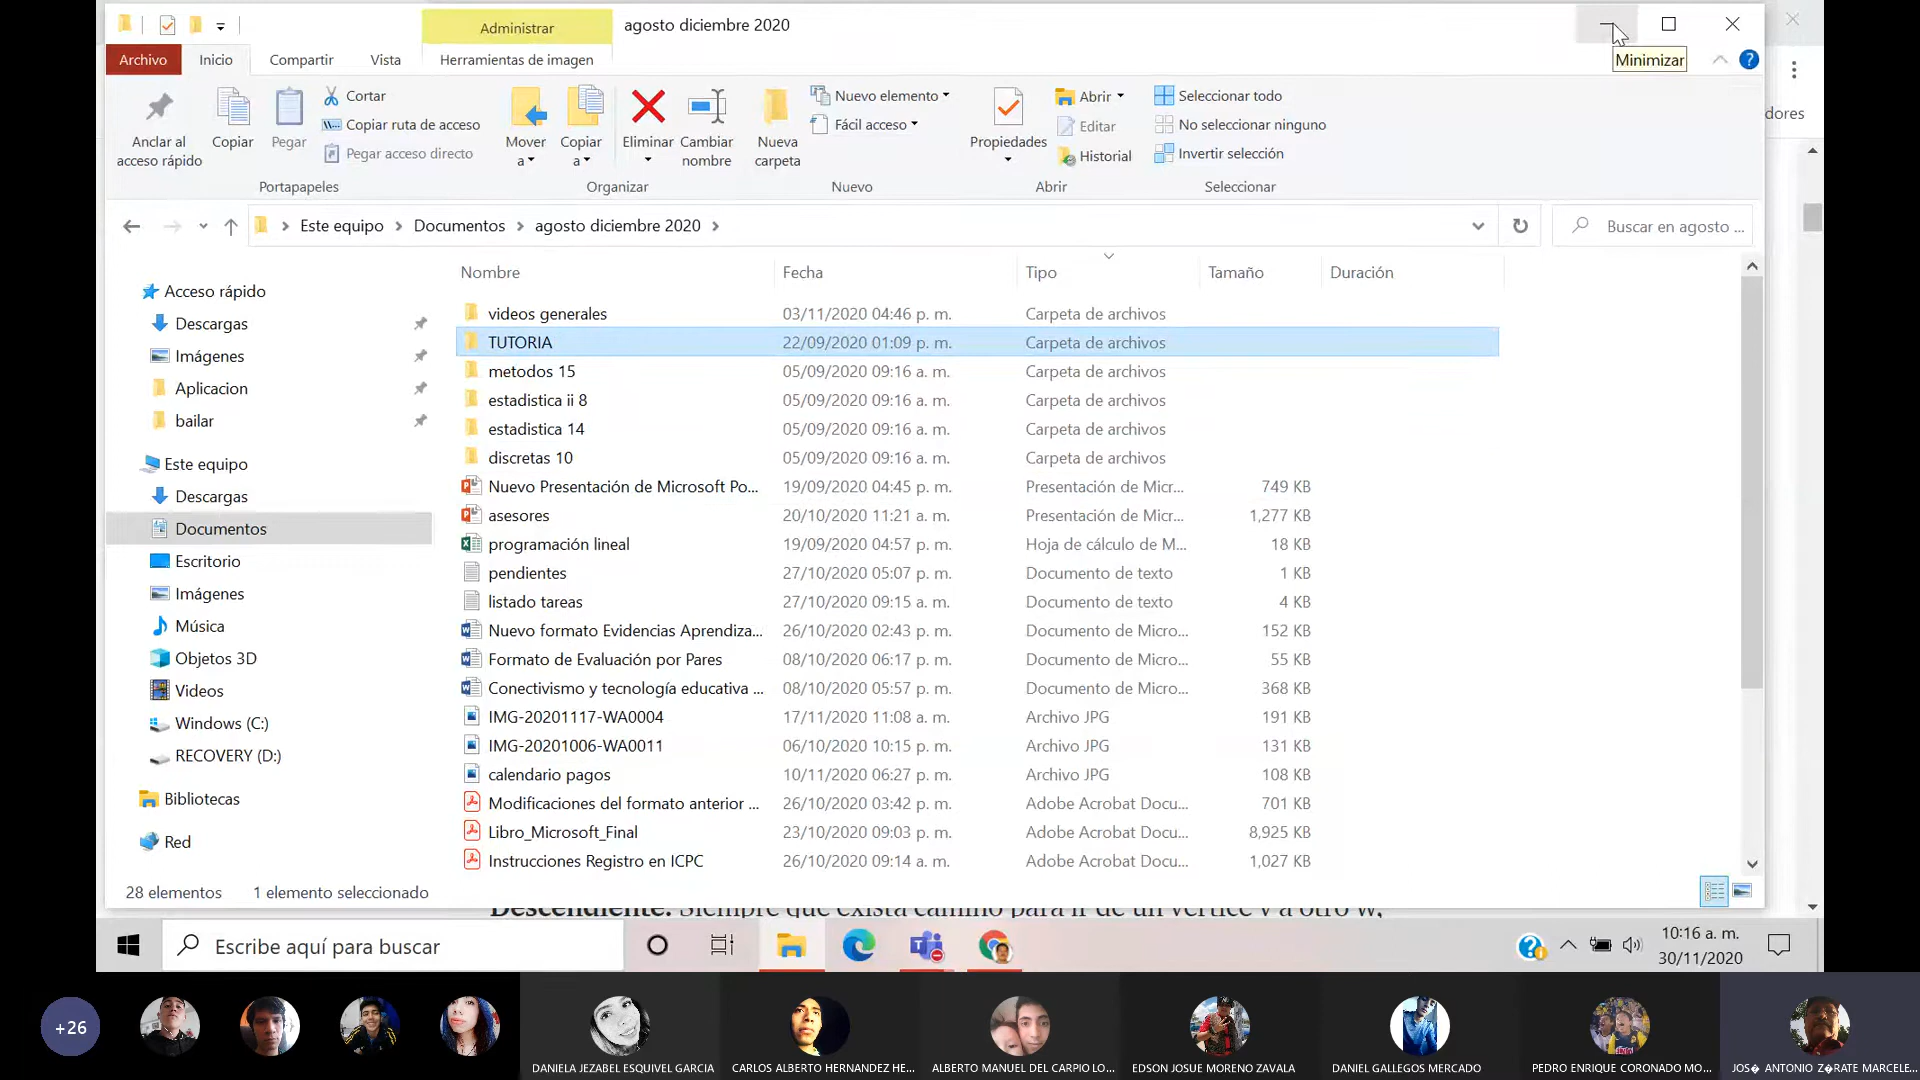 Administrar
agosto diciembre 2020
Archivo
Inicio
Compartir
Vista
Herramientas de imagen
Minimizar
?
dores
Anclar al
acceso rápido
Copiar
Pegar
Cortar
Copiar ruta de acceso
Pegar acceso directo
Portapapeles
Mover
a
Copiar
a
Eliminar
Cambiar
nombre
Organizar
Nueva
carpeta
Nuevo elemento
Fácil acceso
Nuevo
Propiedades
Abrir
Editar
Historial
Abrir
Seleccionar todo
No seleccionar ninguno
Invertir selección
Seleccionar
Este equipo
Documentos
agosto diciembre 2020
Buscar en agosto ...
Acceso rápido
Descargas
Imágenes
Aplicacion
bailar
Este equipo
Descargas
Documentos
Escritorio
Imágenes
Música
Objetos 3D
Videos
Windows (C:)
RECOVERY (D:)
Bibliotecas
Red
Nombre Fecha Tipo Tamaño Duración
videos generales 03/11/2020 04:46 p. m. Carpeta de archivos
TUTORIA 22/09/2020 01:09 p. m. Carpeta de archivos
metodos 15 05/09/2020 09:16 a. m. Carpeta de archivos
estadistica ii 8 05/09/2020 09:16 a. m. Carpeta de archivos
estadistica 14 05/09/2020 09:16 a. m. Carpeta de archivos
discretas 10 05/09/2020 09:16 a. m. Carpeta de archivos
Nuevo Presentación de Microsoft Po... 19/09/2020 04:45 p. m. Presentación de Micr... 749 KB
asesores 20/10/2020 11:21 a. m. Presentación de Micr... 1,277 KB
programación lineal 19/09/2020 04:57 p. m. Hoja de cálculo de M... 18 KB
pendientes 27/10/2020 05:07 p. m. Documento de texto 1 KB
listado tareas 27/10/2020 09:15 a. m. Documento de texto 4 KB
Nuevo formato Evidencias Aprendiza... 26/10/2020 02:43 p. m. Documento de Micro... 152 KB
Formato de Evaluación por Pares 08/10/2020 06:17 p. m. Documento de Micro... 55 KB
Conectivismo y tecnología educativa ... 08/10/2020 05:57 p. m. Documento de Micro... 368 KB
IMG-20201117-WA0004 17/11/2020 11:08 a. m. Archivo JPG 191 KB
IMG-20201006-WA0011 06/10/2020 10:15 p. m. Archivo JPG 131 KB
calendario pagos 10/11/2020 06:27 p. m. Archivo JPG 108 KB
Modificaciones del formato anterior ... 26/10/2020 03:42 p. m. Adobe Acrobat Docu... 701 KB
Libro_Microsoft_Final 23/10/2020 09:03 p. m. Adobe Acrobat Docu... 8,925 KB
Instrucciones Registro en ICPC 26/10/2020 09:14 a. m. Adobe Acrobat Docu... 1,027 KB
28 elementos 1 elemento seleccionado
Descendiente. Siempre que exista camino para ir de un vértice v a otro w,
Escribe aquí para buscar
10:16 a. m.
30/11/2020
+26
DANIELA JEZABEL ESQUIVEL GARCIA
CARLOS ALBERTO HERNANDEZ HE...
ALBERTO MANUEL DEL CARPIO LO...
EDSON JOSUE MORENO ZAVALA
DANIEL GALLEGOS MERCADO
PEDRO ENRIQUE CORONADO MO...
JOS� ANTONIO Z�RATE MARCELE...